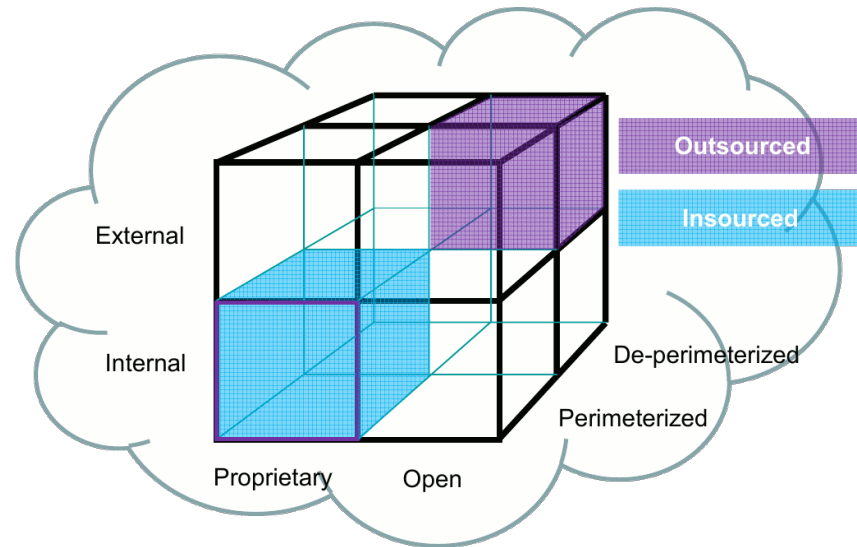 Outsourced
Insourced
External
Internal
De-perimeterized
Perimeterized
Proprietary
Open